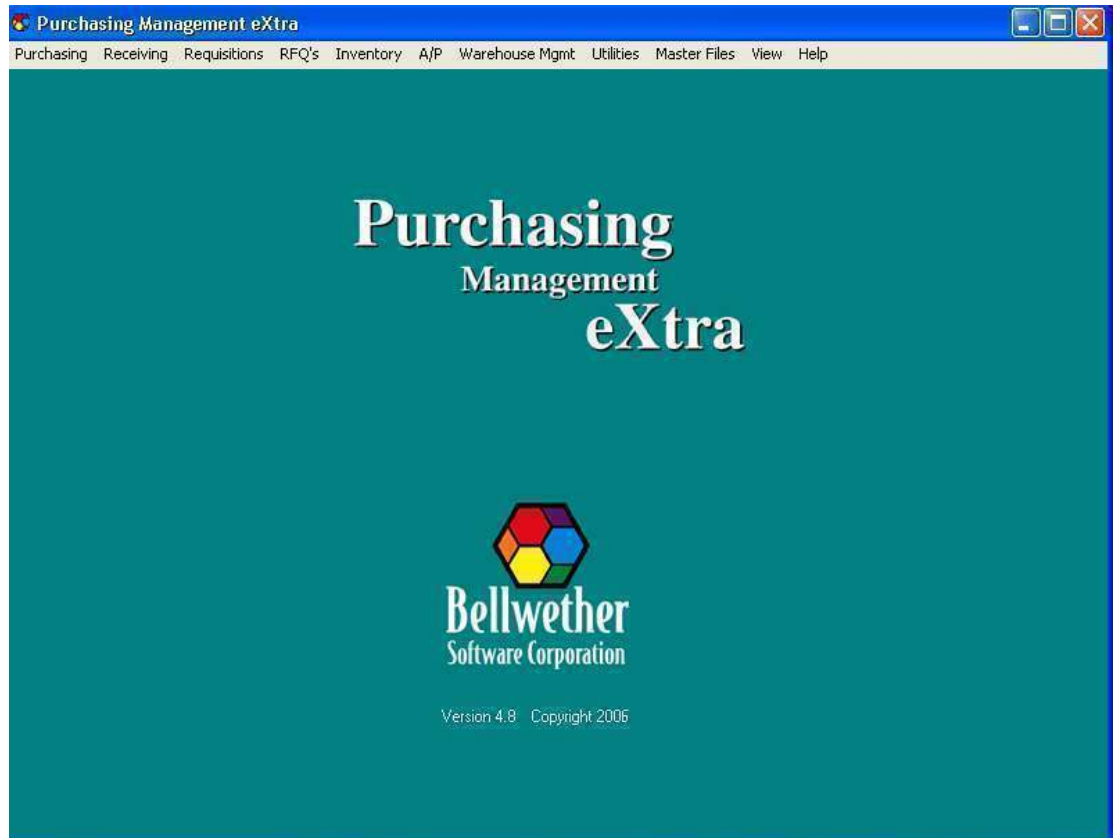 Purchasing Management eXtra
Purchasing Receiving Requisitions RFQ's Inventory A/P Warehouse Mgmt Utilities Master Files View Help
Purchasing
Management
eXtra
Bellwether
Software Corporation
Version 4.8 Copyright 2006